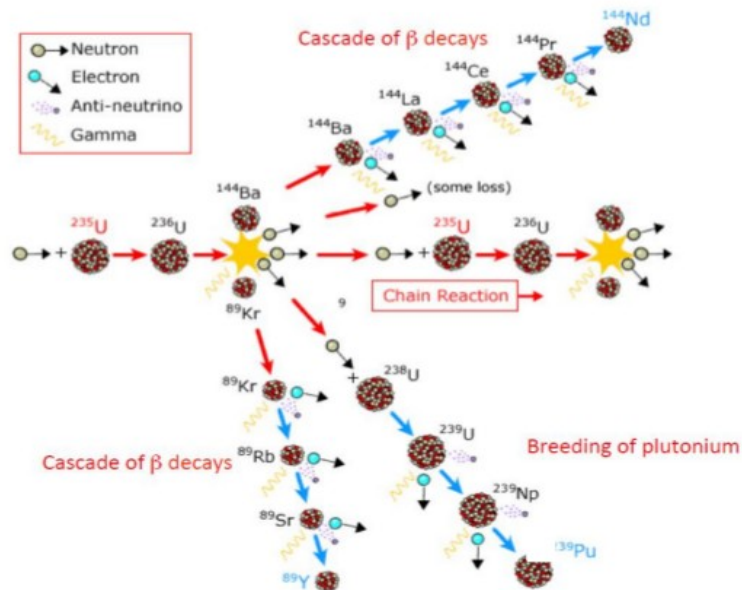 Neutron
Electron
Anti-neutrino
Gamma
Cascade of β decays
¹⁴⁴Nd
¹⁴⁴Pr
¹⁴⁴Ce
¹⁴⁴La
¹⁴⁴Ba
(some loss)
¹⁴⁴Ba
+ ²³⁵U
²³⁶U
+ ²³⁵U
²³⁶U
Chain Reaction
⁸⁹Kr
9
⁸⁹Kr
+ ²³⁸U
²³⁹U
Cascade of β decays
⁸⁹Rb
Breeding of plutonium
²³⁹Np
⁸⁹Sr
²³⁹Pu
⁸⁹Y